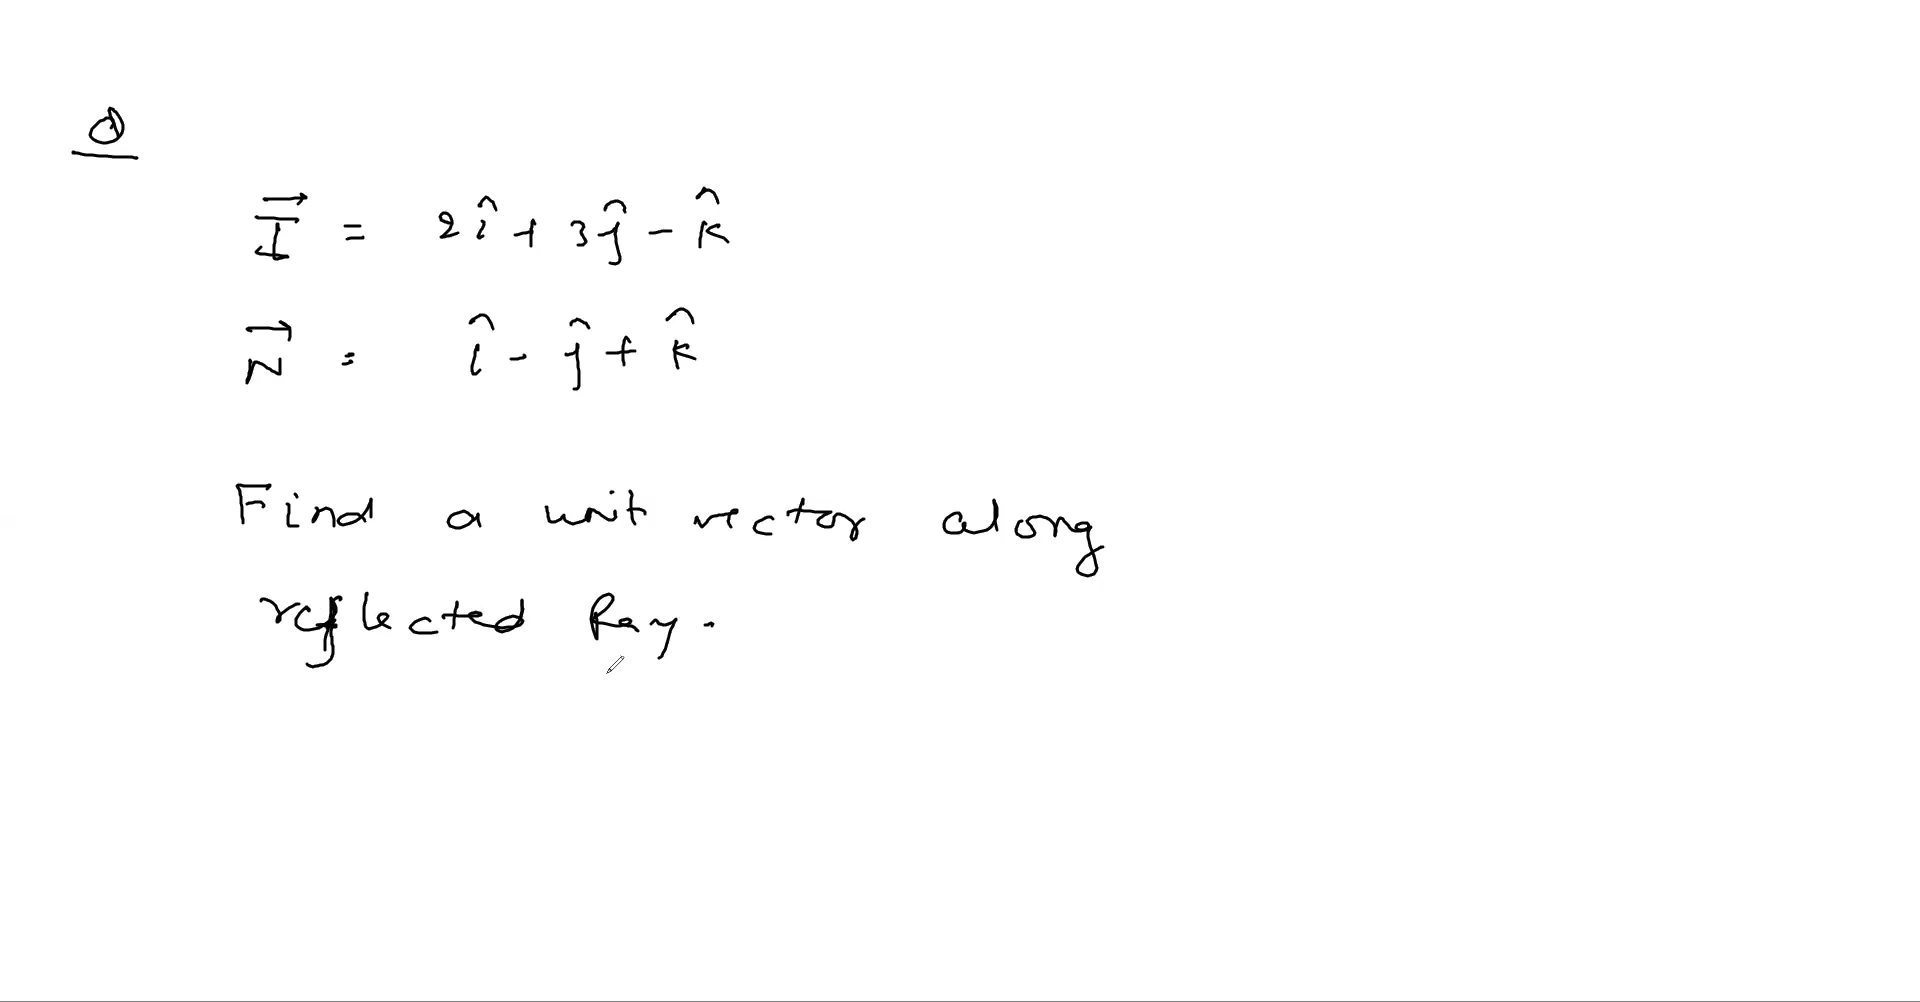 Q
I⃗ = 2î + 3ĵ - k̂
N⃗ = î - ĵ + k̂
Find a unit vector along
reflected Ray.